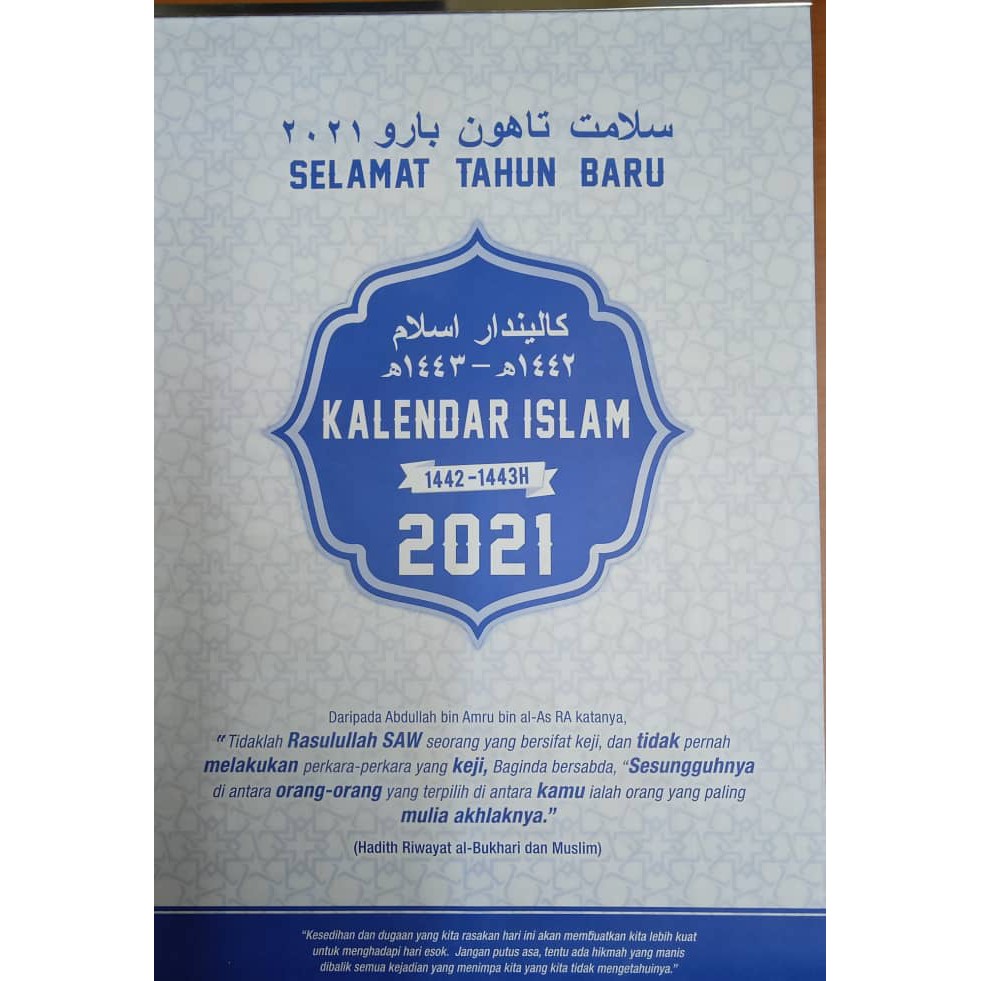 سلامت تاهون بارو ٢٠٢١
SELAMAT TAHUN BARU
كاليندار اسلام
١٤٤٢ه‍ – ١٤٤٣ه‍
KALENDAR ISLAM
1442 -1443H
2021
Daripada Abdullah bin Amru bin al-As RA katanya,
“Tidaklah Rasulullah SAW seorang yang bersifat keji, dan tidak pernah
melakukan perkara-perkara yang keji, Baginda bersabda, “Sesungguhnya
di antara orang-orang yang terpilih di antara kamu ialah orang yang paling
mulia akhlaknya.”
(Hadith Riwayat al-Bukhari dan Muslim)
“Kesedihan dan dugaan yang kita rasakan hari ini akan membuatkan kita lebih kuat
untuk menghadapi hari esok. Jangan putus asa, tentu ada hikmah yang manis
dibalik semua kejadian yang menimpa kita yang kita tidak mengetahuinya.”